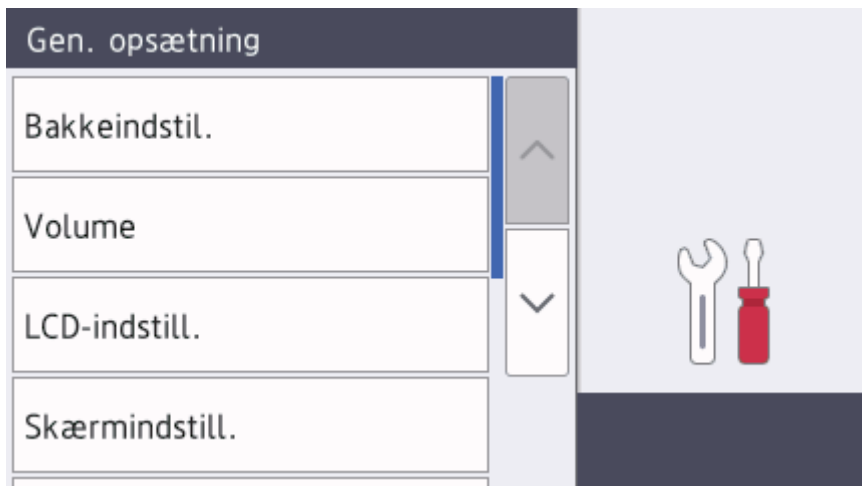 Gen. opsætning
Bakkeindstil.
Volume
LCD-indstill.
Skærmindstill.